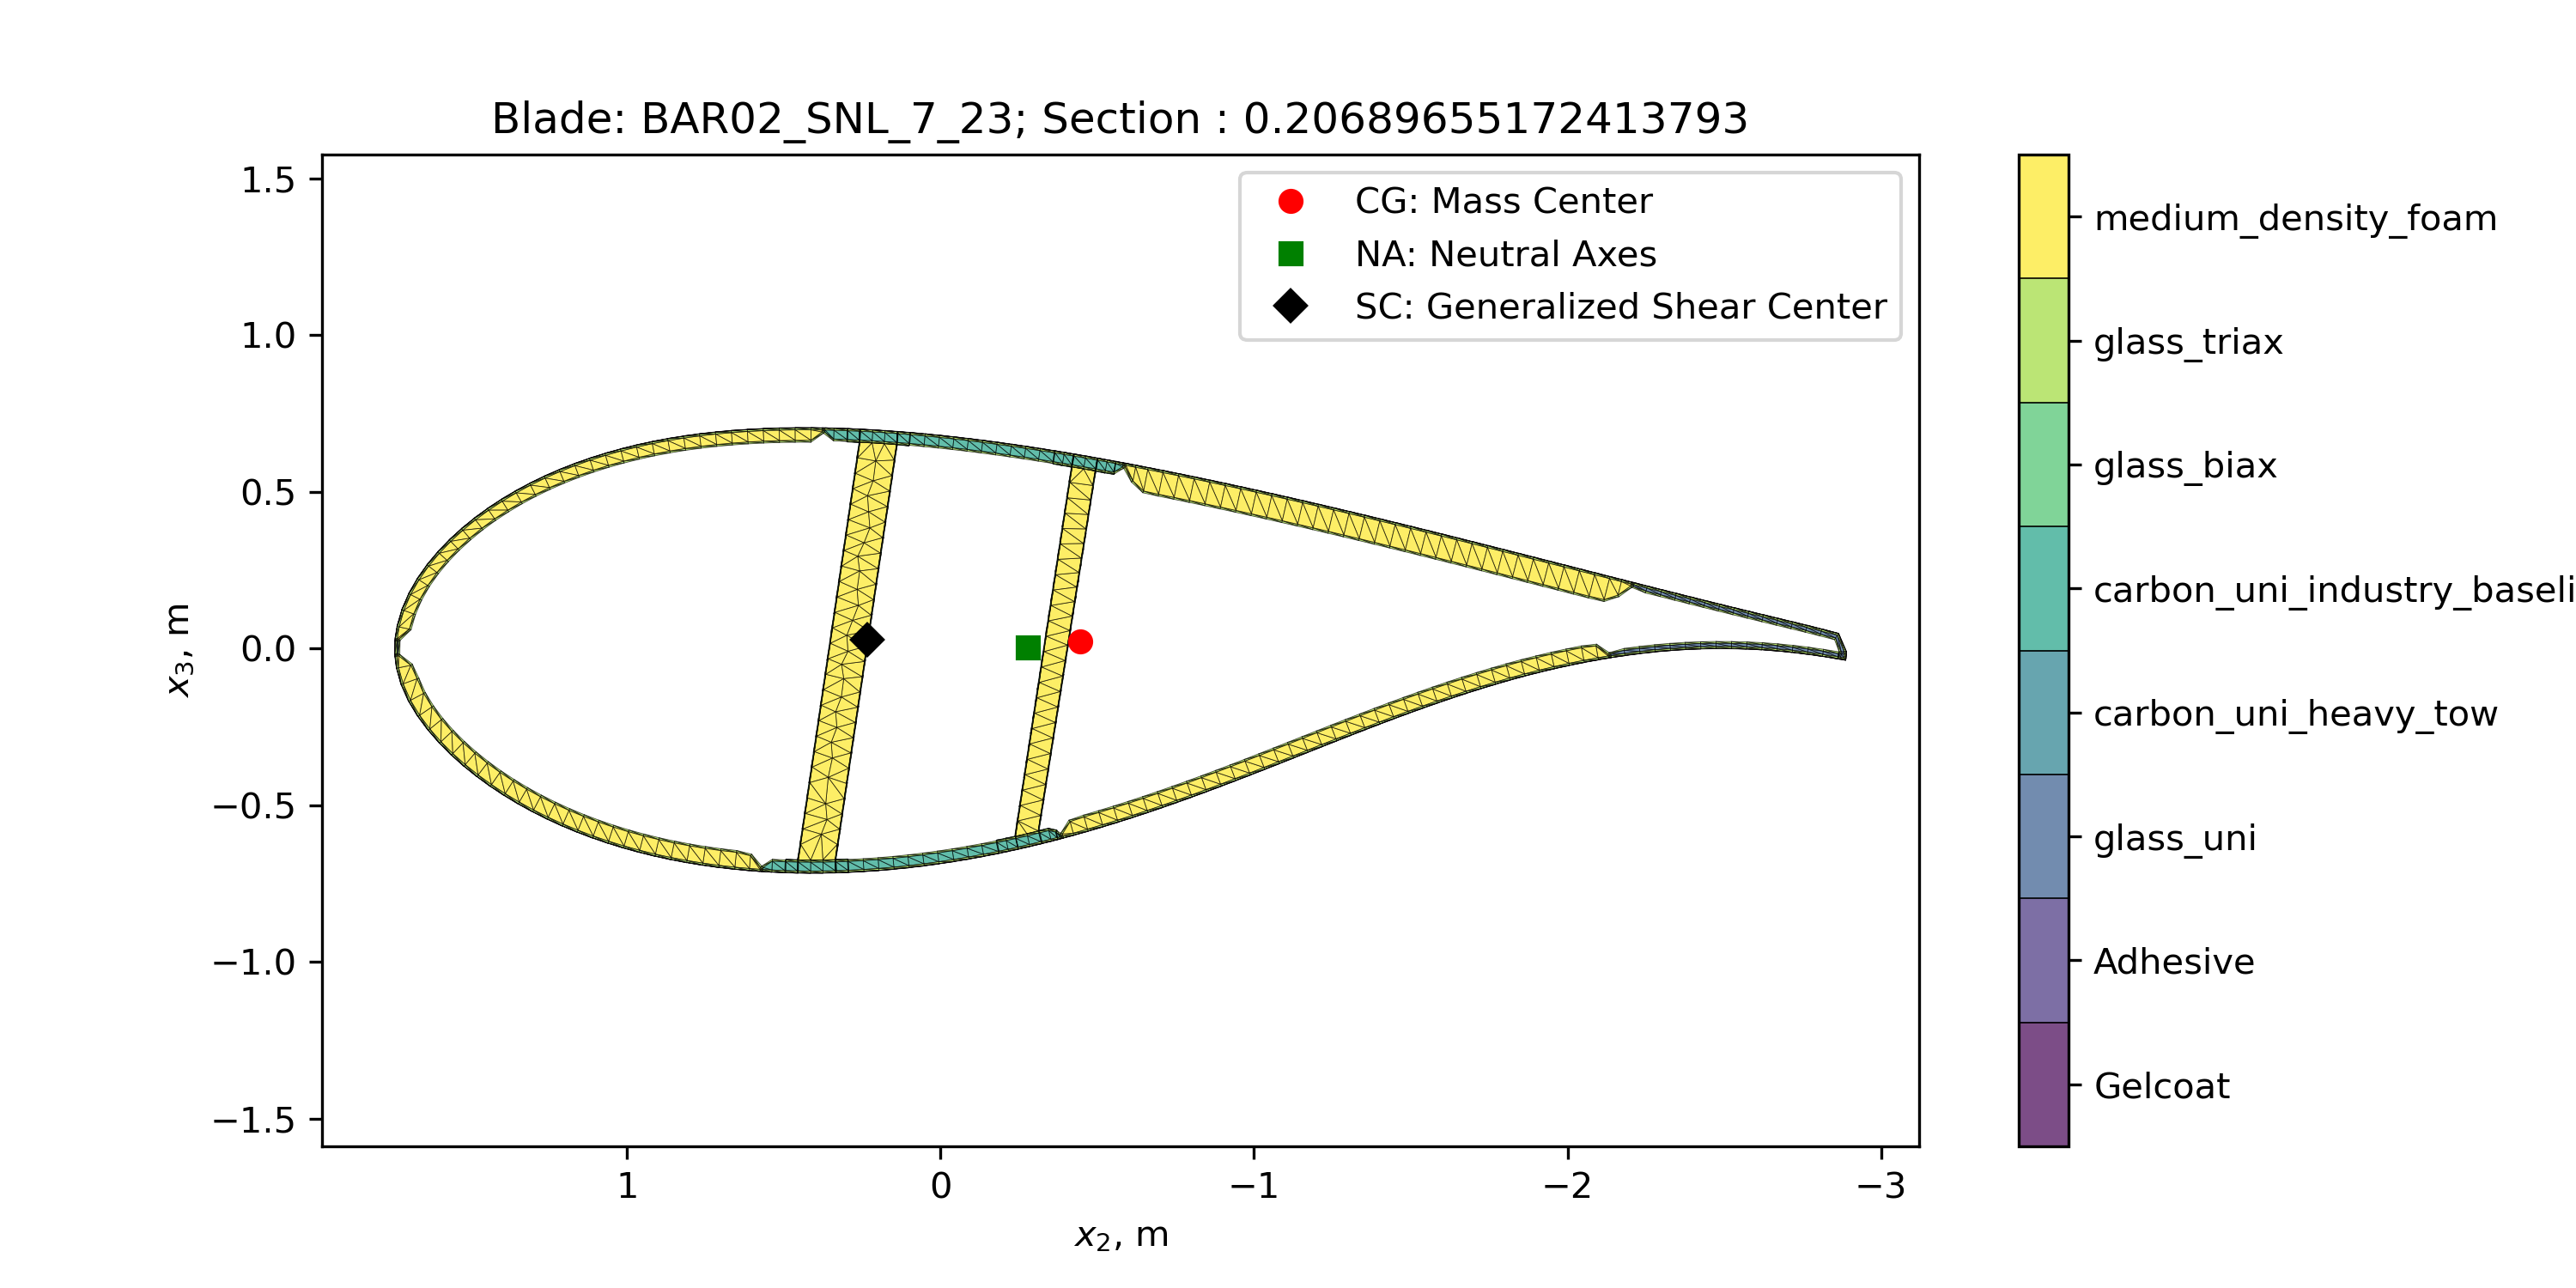 Blade: BAR02_SNL_7_23; Section : 0.20689655172413793
CG: Mass Center
NA: Neutral Axes
SC: Generalized Shear Center
1.5
1.0
0.5
0.0
−0.5
−1.0
−1.5
x₃, m
1 0 −1 −2 −3
x₂, m
medium_density_foam
glass_triax
glass_biax
carbon_uni_industry_baseli
carbon_uni_heavy_tow
glass_uni
Adhesive
Gelcoat